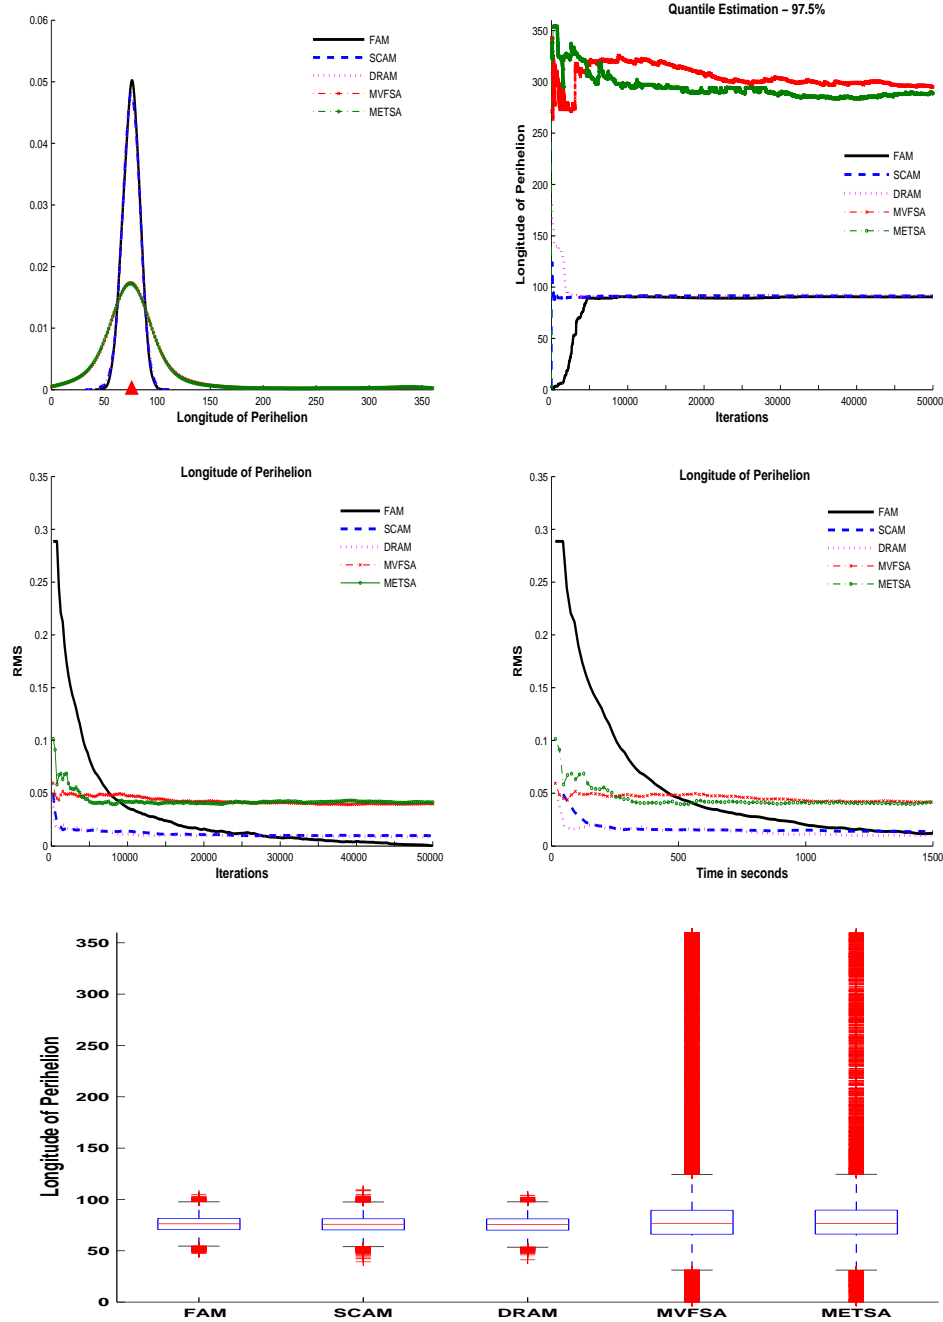 0.06
0.05
0.04
0.03
0.02
0.01
0
0 50 100 150 200 250 300 350
Longitude of Perihelion
FAM
SCAM
DRAM
MVFSA
METSA
Quantile Estimation – 97.5%
350
300
250
200
150
100
50
0
Longitude of Perihelion
0 10000 20000 30000 40000 50000
Iterations
FAM
SCAM
DRAM
MVFSA
METSA
Longitude of Perihelion
0.35
0.3
0.25
0.2
0.15
0.1
0.05
0
RMS
0 10000 20000 30000 40000 50000
Iterations
FAM
SCAM
DRAM
MVFSA
METSA
Longitude of Perihelion
0.35
0.3
0.25
0.2
0.15
0.1
0.05
0
RMS
0 500 1000 1500
Time in seconds
FAM
SCAM
DRAM
MVFSA
METSA
350
300
250
200
150
100
50
0
Longitude of Perihelion
FAM SCAM DRAM MVFSA METSA